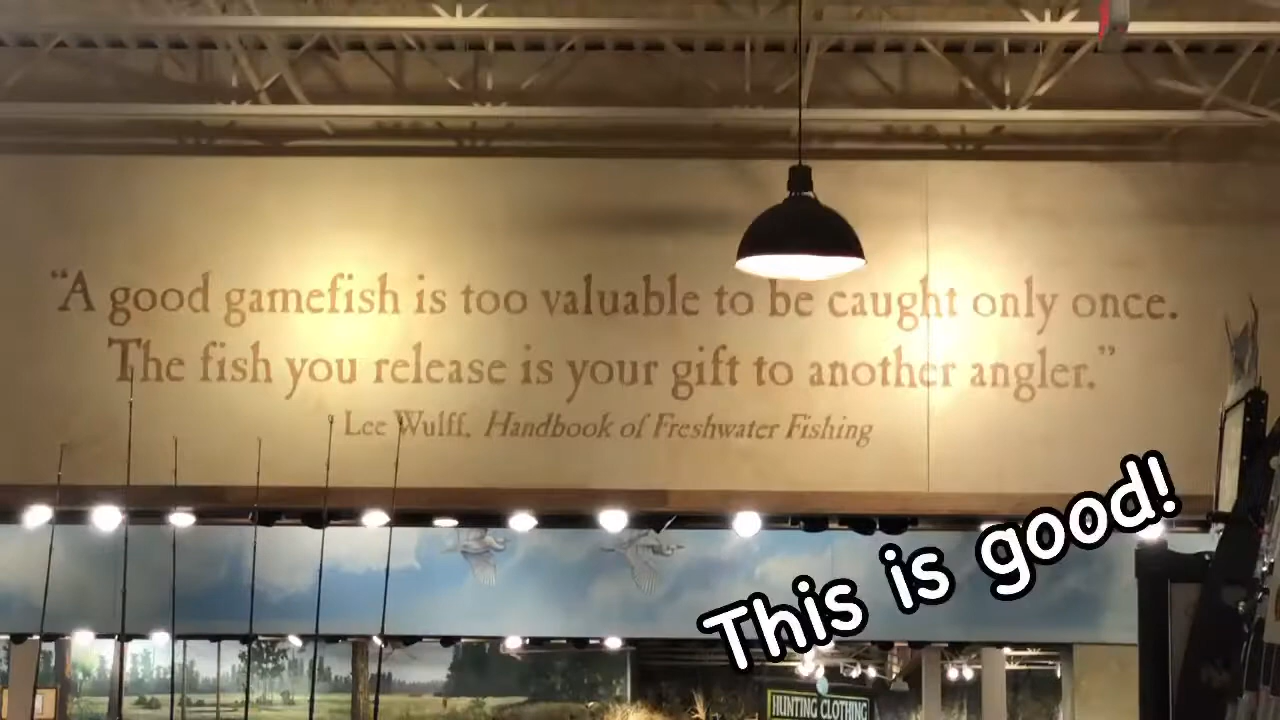 “A good gamefish is too valuable to be caught only once.
The fish you release is your gift to another angler.”
Lee Wulff, Handbook of Freshwater Fishing
This is good!
HUNTING CLOTHING